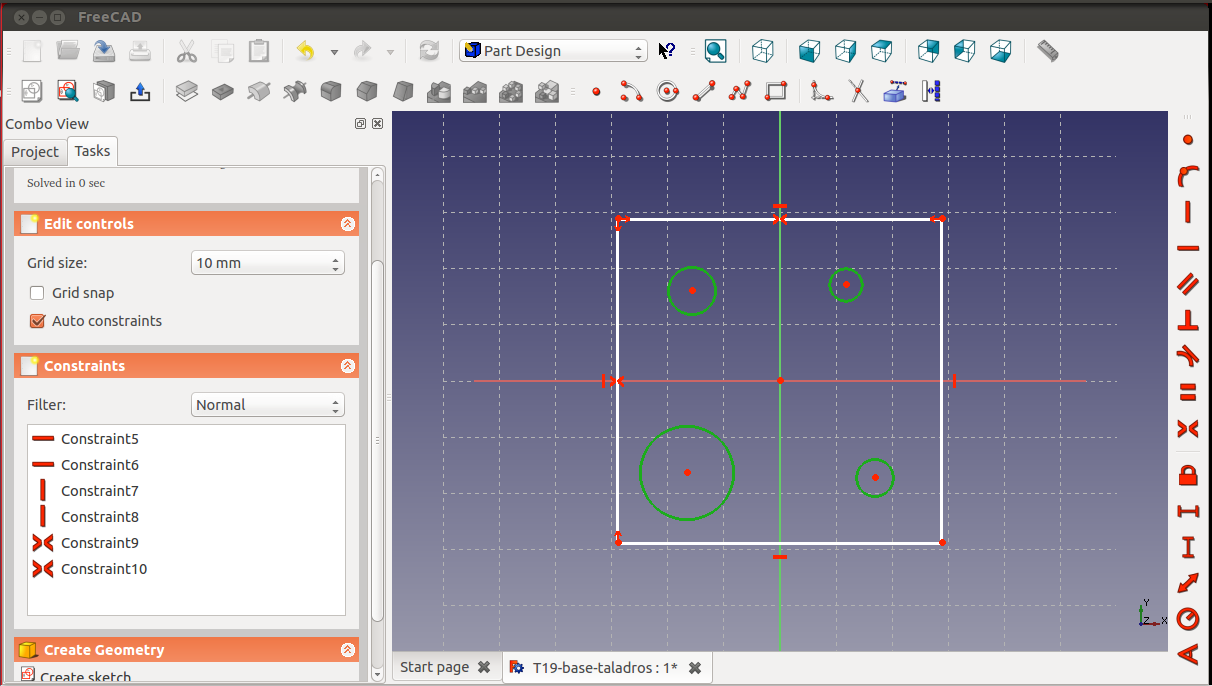 FreeCAD
Part Design
Combo View
Project
Tasks
Solved in 0 sec
Edit controls
Grid size:
10 mm
Grid snap
Auto constraints
Constraints
Filter:
Normal
Constraint5
Constraint6
Constraint7
Constraint8
Constraint9
Constraint10
Create Geometry
Create sketch
Y
Z
X
Start page
T19-base-taladros : 1*